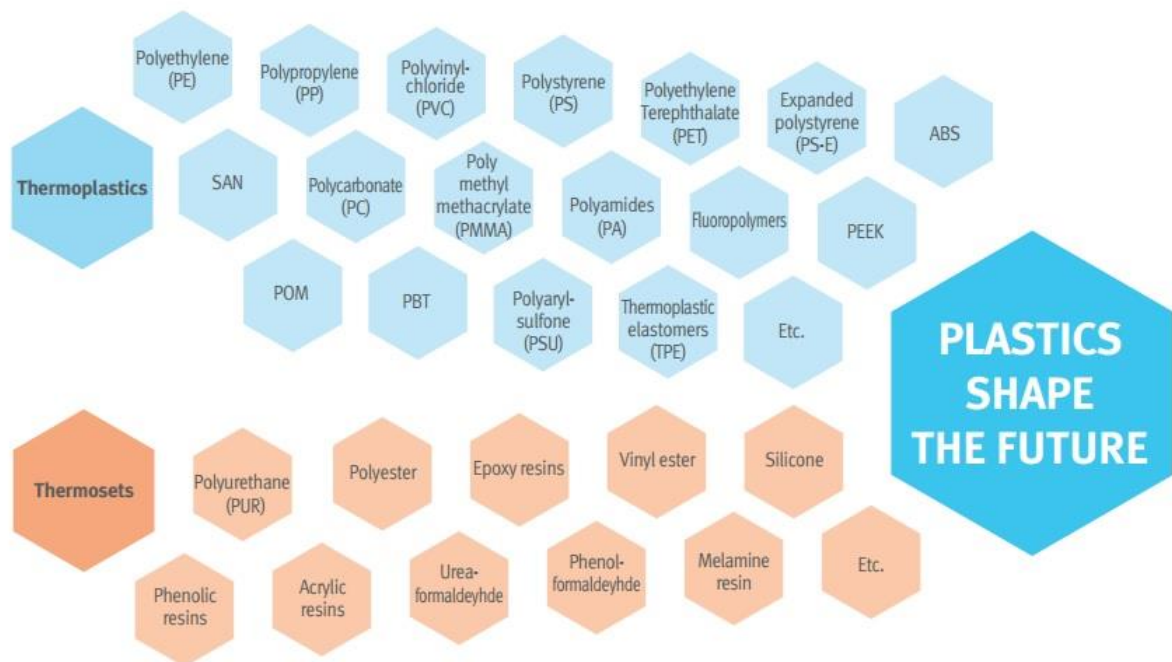 Polyethylene
(PE)
Polypropylene
(PP)
Polyvinyl-
chloride
(PVC)
Polystyrene
(PS)
Polyethylene
Terephthalate
(PET)
Expanded
polystyrene
(PS-E)
ABS
Thermoplastics
SAN
Polycarbonate
(PC)
Poly
methyl
methacrylate
(PMMA)
Polyamides
(PA)
Fluoropolymers
PEEK
POM
PBT
Polyaryl-
sulfone
(PSU)
Thermoplastic
elastomers
(TPE)
Etc.
PLASTICS
SHAPE
THE FUTURE
Thermosets
Polyurethane
(PUR)
Polyester
Epoxy resins
Vinyl ester
Silicone
Phenolic
resins
Acrylic
resins
Urea-
formaldeyhde
Phenol-
formaldeyhde
Melamine
resin
Etc.